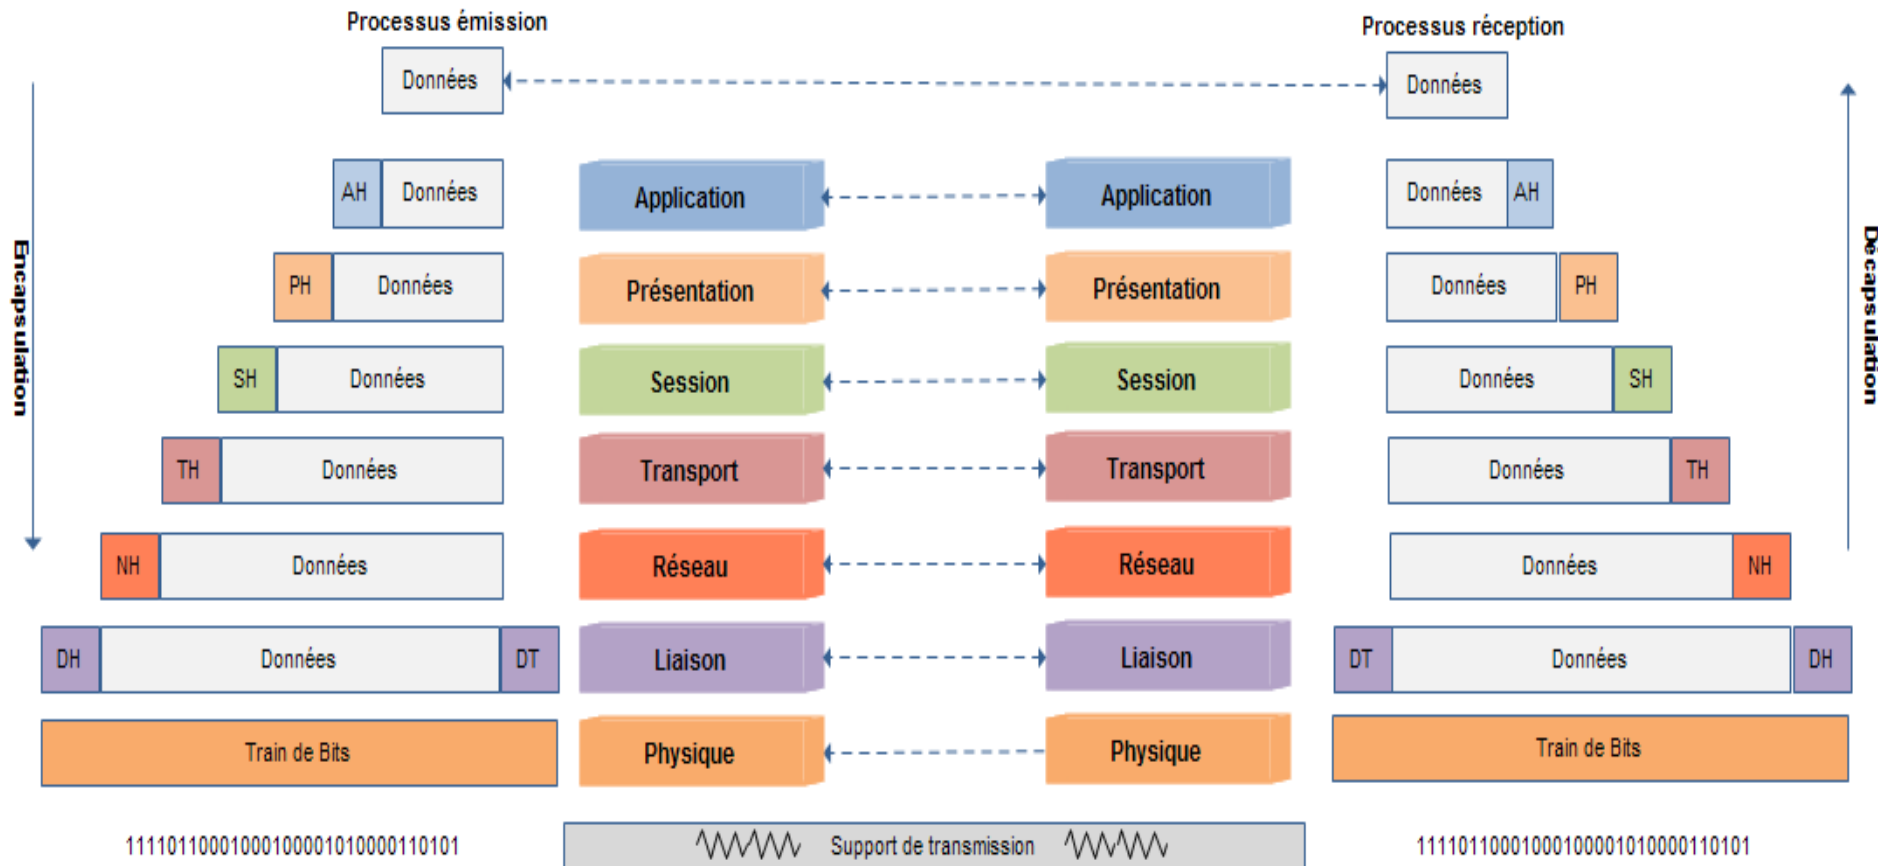 Processus émission
Processus réception
Données
Données
AH Données Application Application Données AH
PH Données Présentation Présentation Données PH
SH Données Session Session Données SH
TH Données Transport Transport Données TH
NH Données Réseau Réseau Données NH
DH Données DT Liaison Liaison DT Données DH
Train de Bits Physique Physique Train de Bits
1111011000100010000101000011010​1 Support de transmission 11110110001000100001010000110101
Encapsulation
Décapsulation